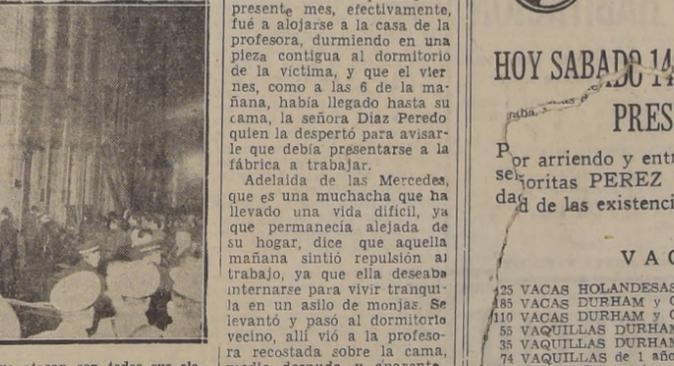 present mes, efectivamente,
fué a alojarse a la casa de la
profesora, durmiendo en una
pieza contigua al dormitorio
de la víctima, y que el vier
nes, como a las 6 de la ma-
ñana, había llegado hasta su
cama, la señora Díaz Peredo
quien la despertó para avisar-
le que debía presentarse a la
fábrica a trabajar.
Adelaida de las Mercedes,
que es una muchacha que ha
llevado una vida difícil, ya
que permanecía alejada de
su hogar, dice que aquella
mañana sintió repulsión al
trabajo, ya que ella deseaba
internarse para vivir tranqui-
la en un asilo de monjas. Se
levantó y pasó al dormitorio
vecino, allí vió a la profeso-
ra recostada sobre la cama,
HOY SABADO 14
PRES
Por arriendo y entr
señoritas PEREZ
dad de las existenci
VAC
125 VACAS HOLANDESAS
185 VACAS DURHAM y C
110 VACAS DURHAM y C
55 VAQUILLAS DURHAM
35 VAQUILLAS DURHAM
74 VAQUILLAS de 1 año